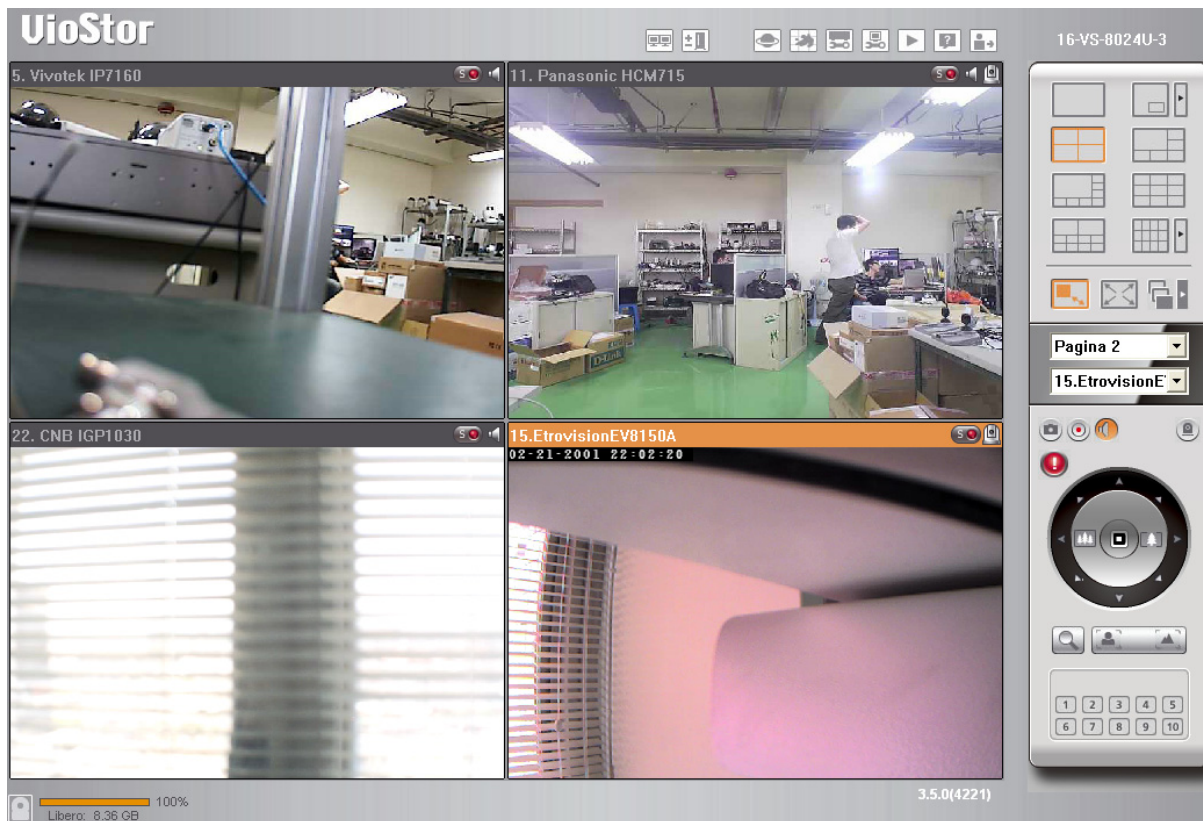 VioStor
16-VS-8024U-3
5. Vivotek IP7160
S
11. Panasonic HCM715
S
D-Link
22. CNB IGP1030
S
15.EtrovisionEV8150A
S
02-21-2001 22:02:20
Pagina 2
15.EtrovisionE
1 2 3 4 5
6 7 8 9 10
100%
Libero: 8.36 GB
3.5.0(4221)